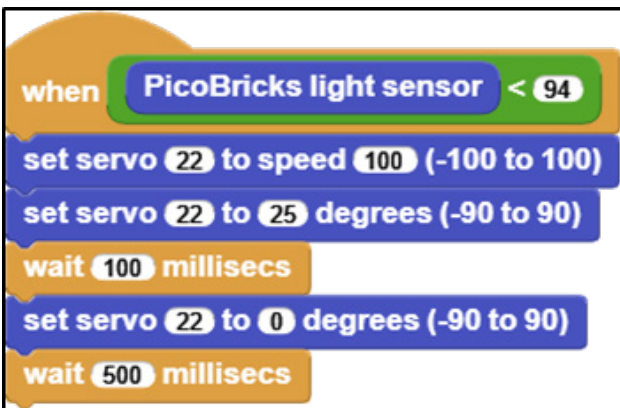 when PicoBricks light sensor < 94
set servo 22 to speed 100 (-100 to 100)
set servo 22 to 25 degrees (-90 to 90)
wait 100 millisecs
set servo 22 to 0 degrees (-90 to 90)
wait 500 millisecs